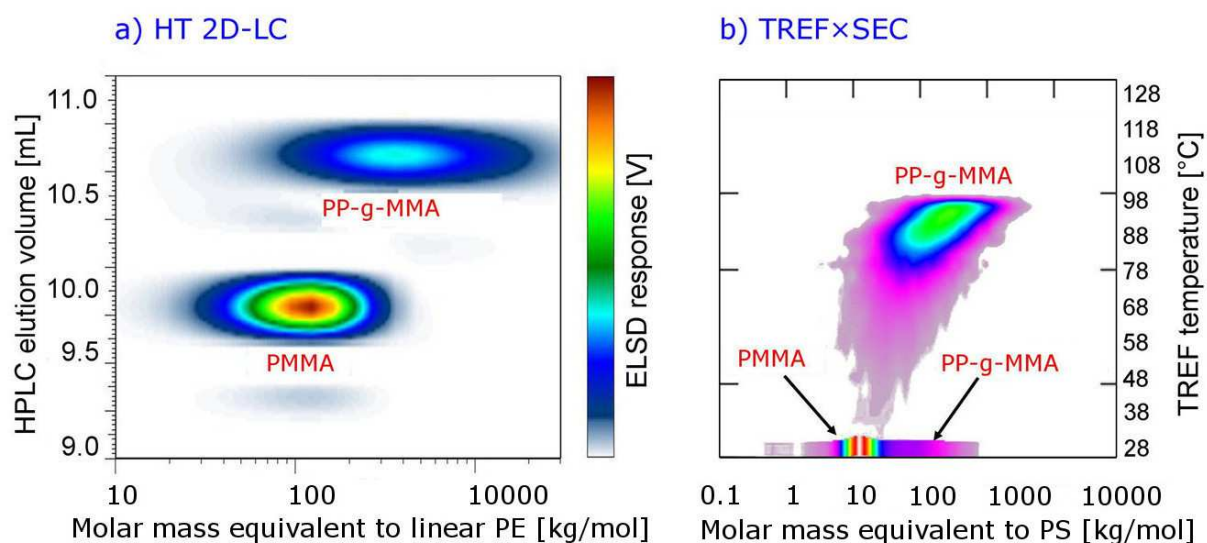 a) HT 2D-LC
HPLC elution volume [mL]
11.0
10.5
10.0
9.5
9.0
PP-g-MMA
PMMA
10
100
10000
Molar mass equivalent to linear PE [kg/mol]
ELSD response [V]
b) TREF×SEC
PP-g-MMA
PMMA
PP-g-MMA
128
118
108
98
88
78
68
58
48
38
28
TREF temperature [°C]
0.1
1
10
100
1000
10000
Molar mass equivalent to PS [kg/mol]